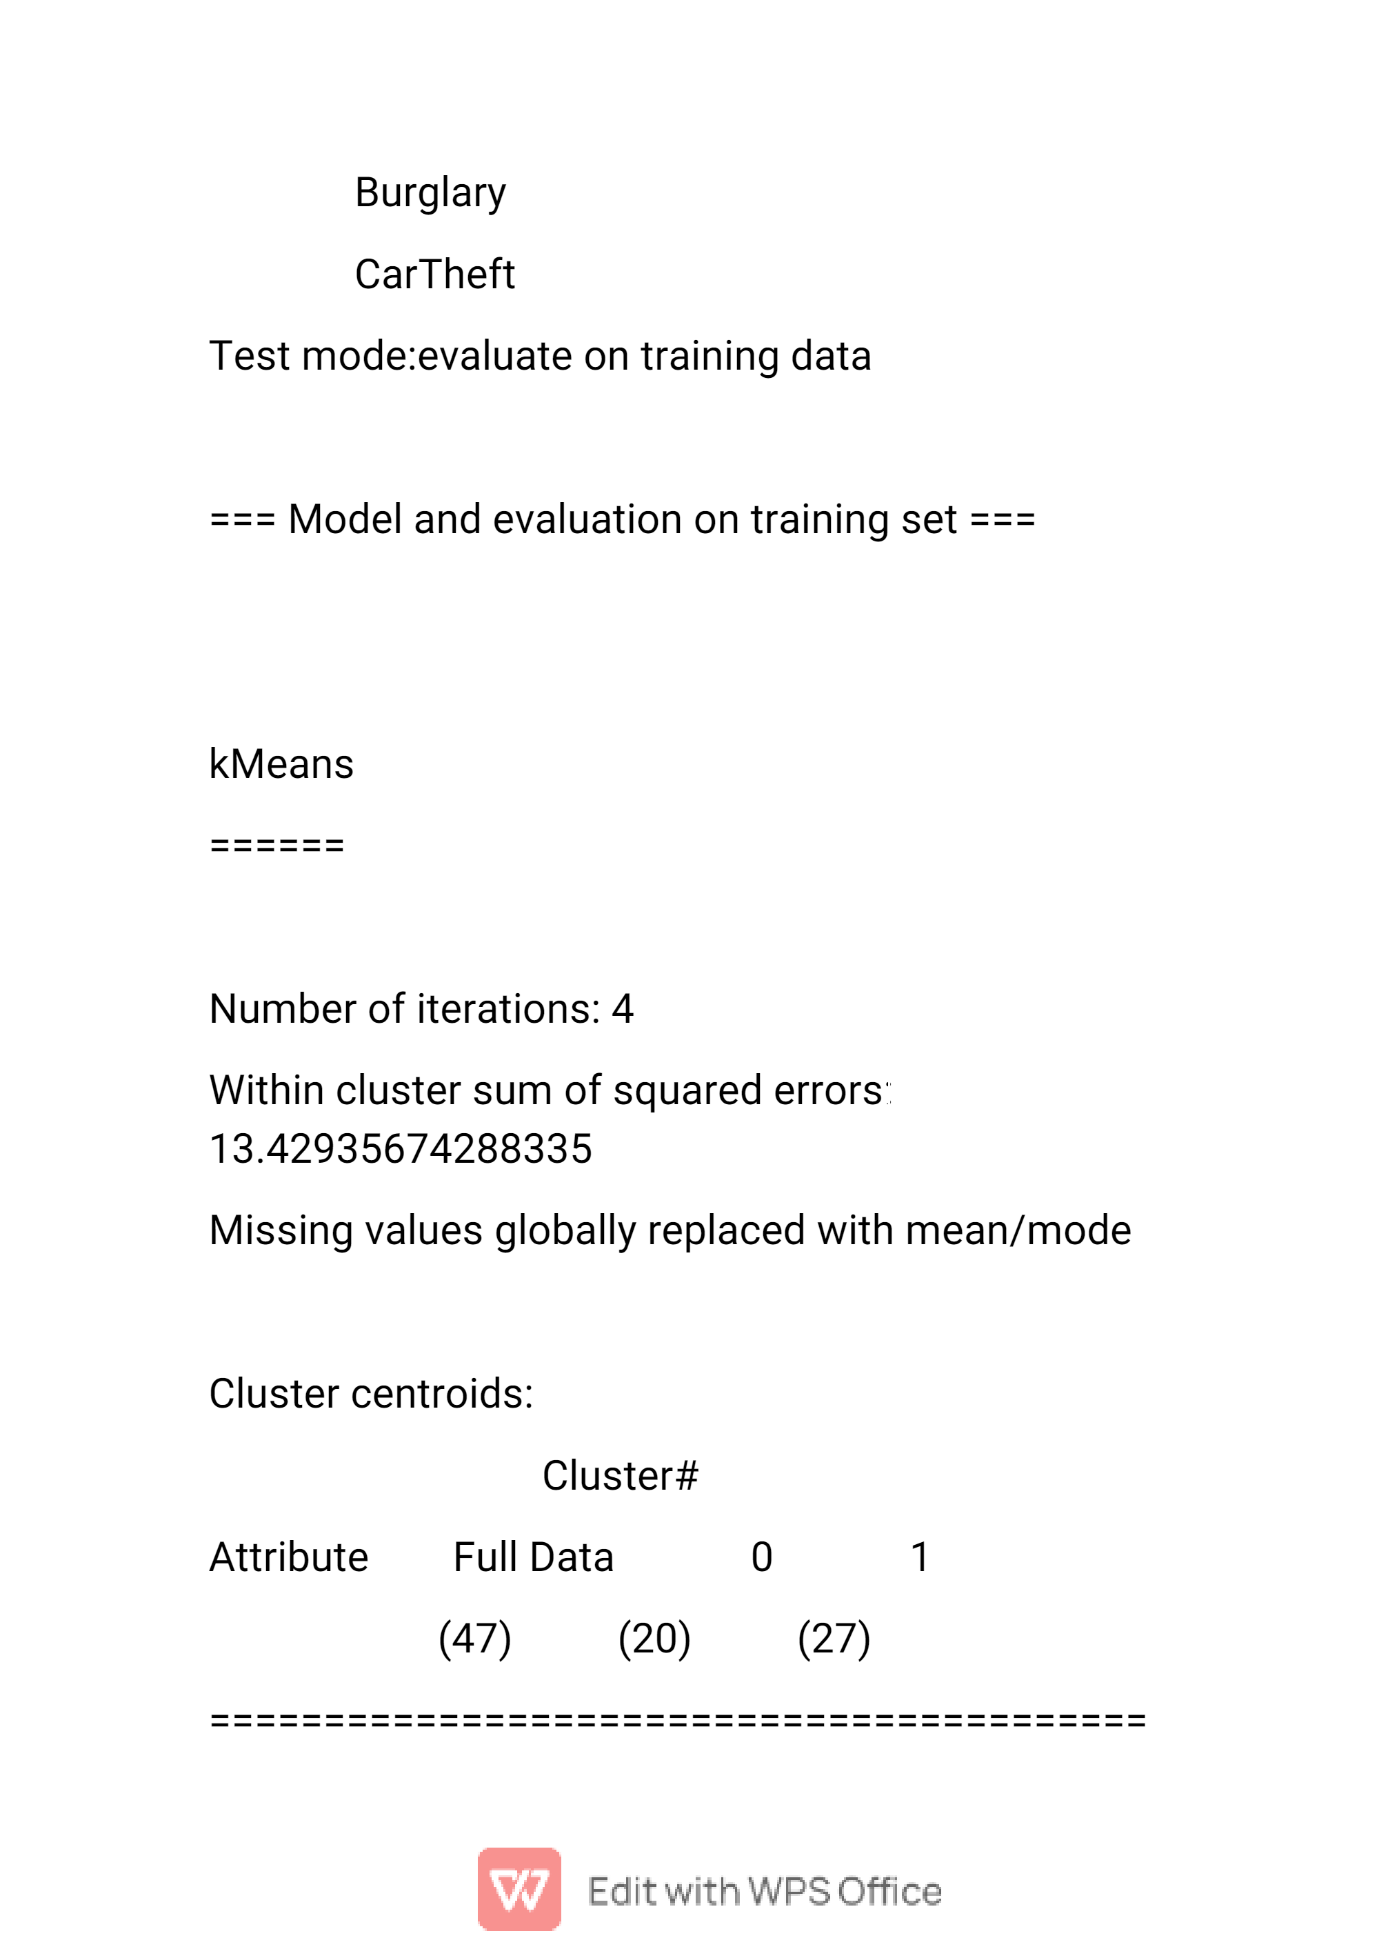 Burglary
CarTheft
Test mode:evaluate on training data
=== Model and evaluation on training set ===
kMeans
======
Number of iterations: 4
Within cluster sum of squared errors:
13.42935674288335
Missing values globally replaced with mean/mode
Cluster centroids:
Cluster#
Attribute Full Data 0 1
(47) (20) (27)
=========================================
Edit with WPS Office